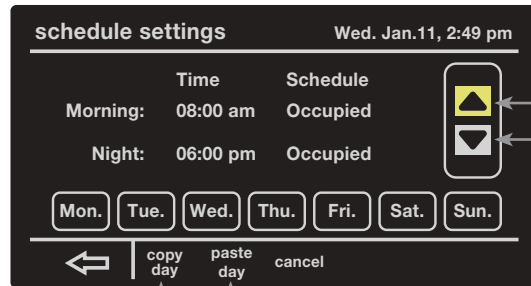 schedule settings Wed. Jan.11, 2:49 pm
Time Schedule
Morning: 08:00 am Occupied
Night: 06:00 pm Occupied
Mon. Tue. Wed. Thu. Fri. Sat. Sun.
copy day paste day cancel